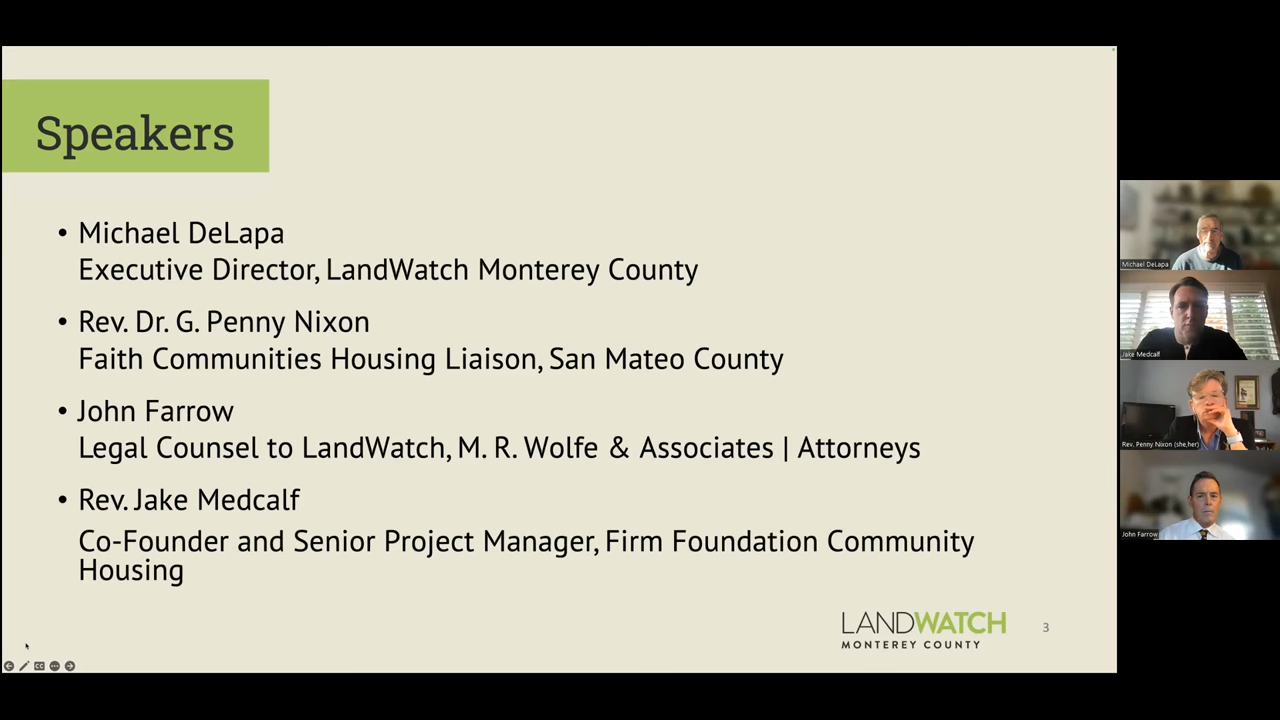 Speakers
• Michael DeLapa
Executive Director, LandWatch Monterey County
• Rev. Dr. G. Penny Nixon
Faith Communities Housing Liaison, San Mateo County
• John Farrow
Legal Counsel to LandWatch, M. R. Wolfe & Associates | Attorneys
• Rev. Jake Medcalf
Co-Founder and Senior Project Manager, Firm Foundation Community
Housing
LANDWATCH
MONTEREY COUNTY
3
Michael DeLapa
Jake Medcalf
Rev. Penny Nixon (she,her)
John Farrow